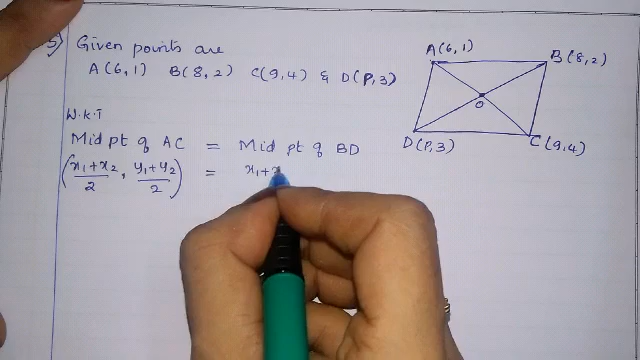 5) Given points are
A(6,1) B(8,2) C(9,4) & D(P,3)
W.K.T
Mid pt of AC = Mid pt of BD
(x₁+x₂/2, y₁+y₂/2) = x₁+x
A(6,1)
B(8,2)
O
D(P,3)
C(9,4)